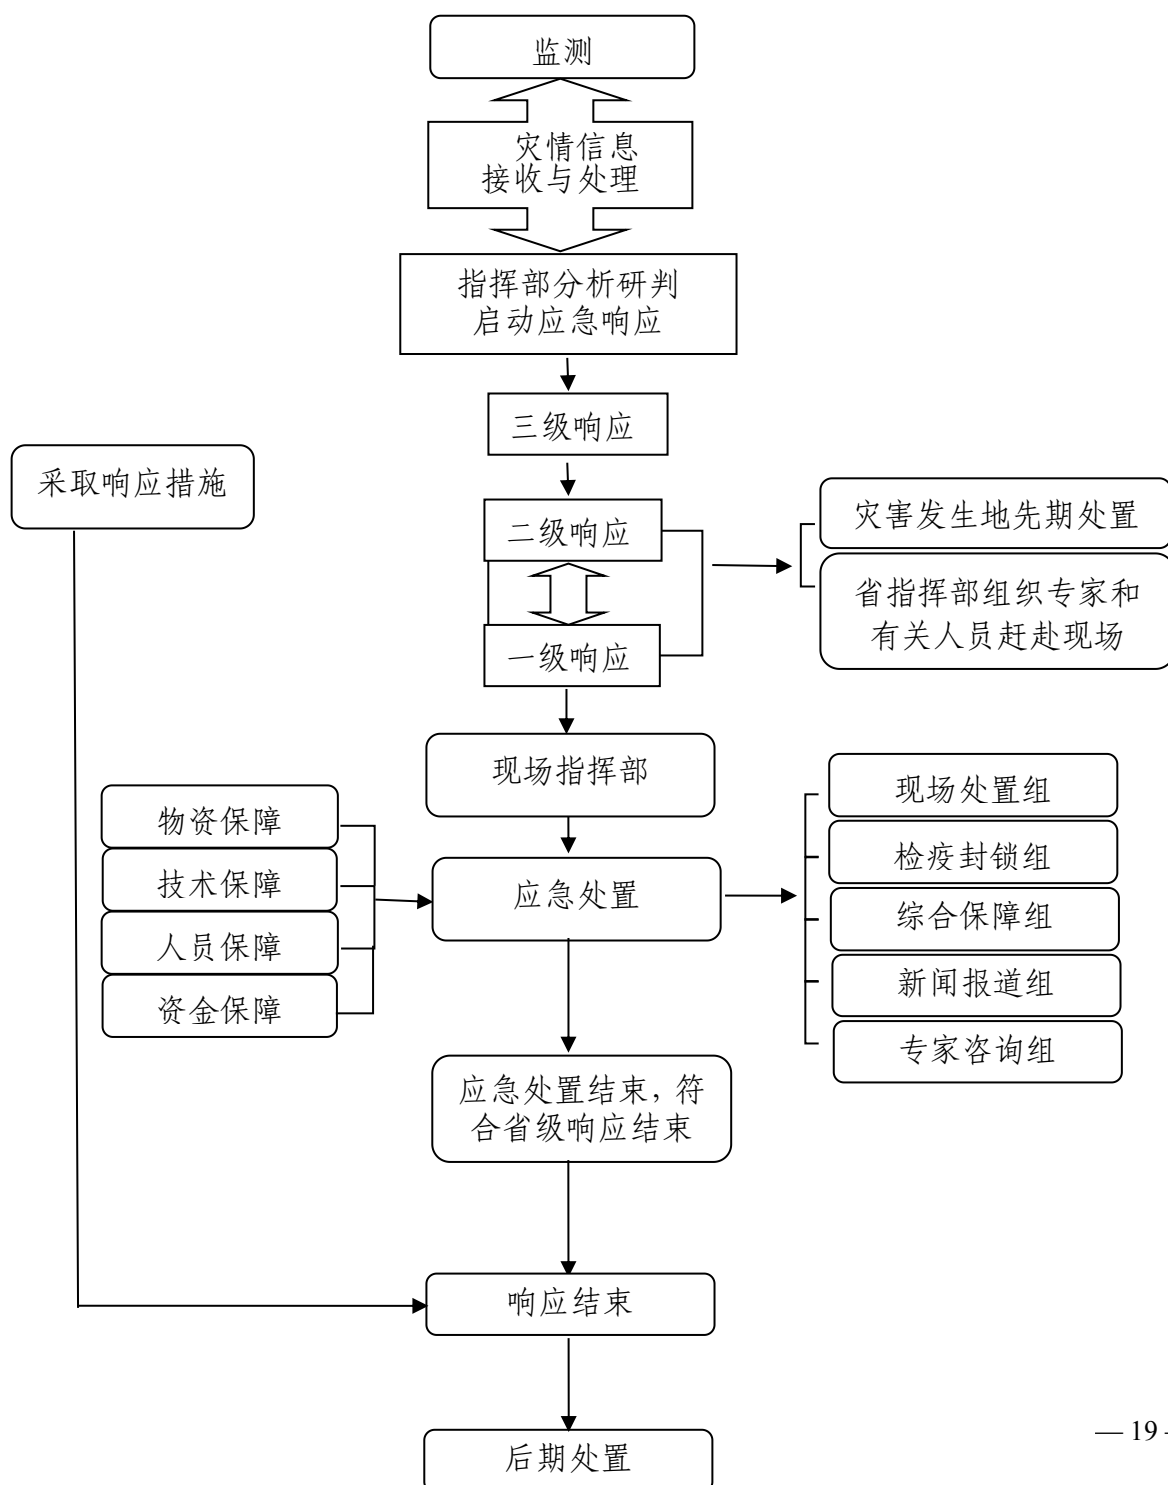 监测
灾情信息
接收与处理
指挥部分析研判
启动应急响应
三级响应
采取响应措施
二级响应
灾害发生地先期处置
省指挥部组织专家和
有关人员赶赴现场
一级响应
现场指挥部
物资保障
技术保障
人员保障
资金保障
应急处置
现场处置组
检疫封锁组
综合保障组
新闻报道组
专家咨询组
应急处置结束，符
合省级响应结束
响应结束
后期处置
— 19 -